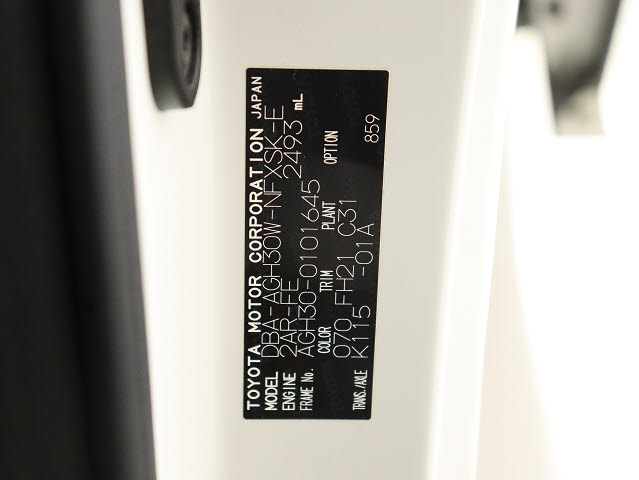 TOYOTA MOTOR CORPORATION JAPAN
MODEL DBA-AGH30W-NFXSK-E
ENGINE 2AR-FE 2493 mL
FRAME No. AGH30-0101645
COLOR TRIM PLANT OPTION
070 FH21 C31 859
TRANS./AXLE K115 -01A